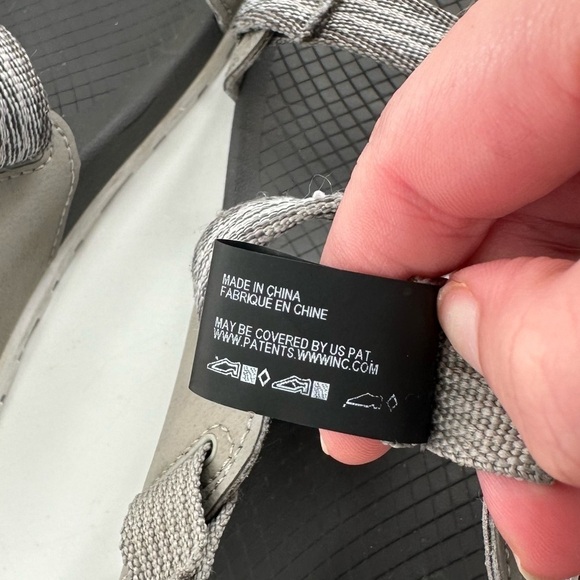 MADE IN CHINA
FABRIQUE EN CHINE
MAY BE COVERED BY US PAT.
WWW.PATENTS.WWWINC.COM